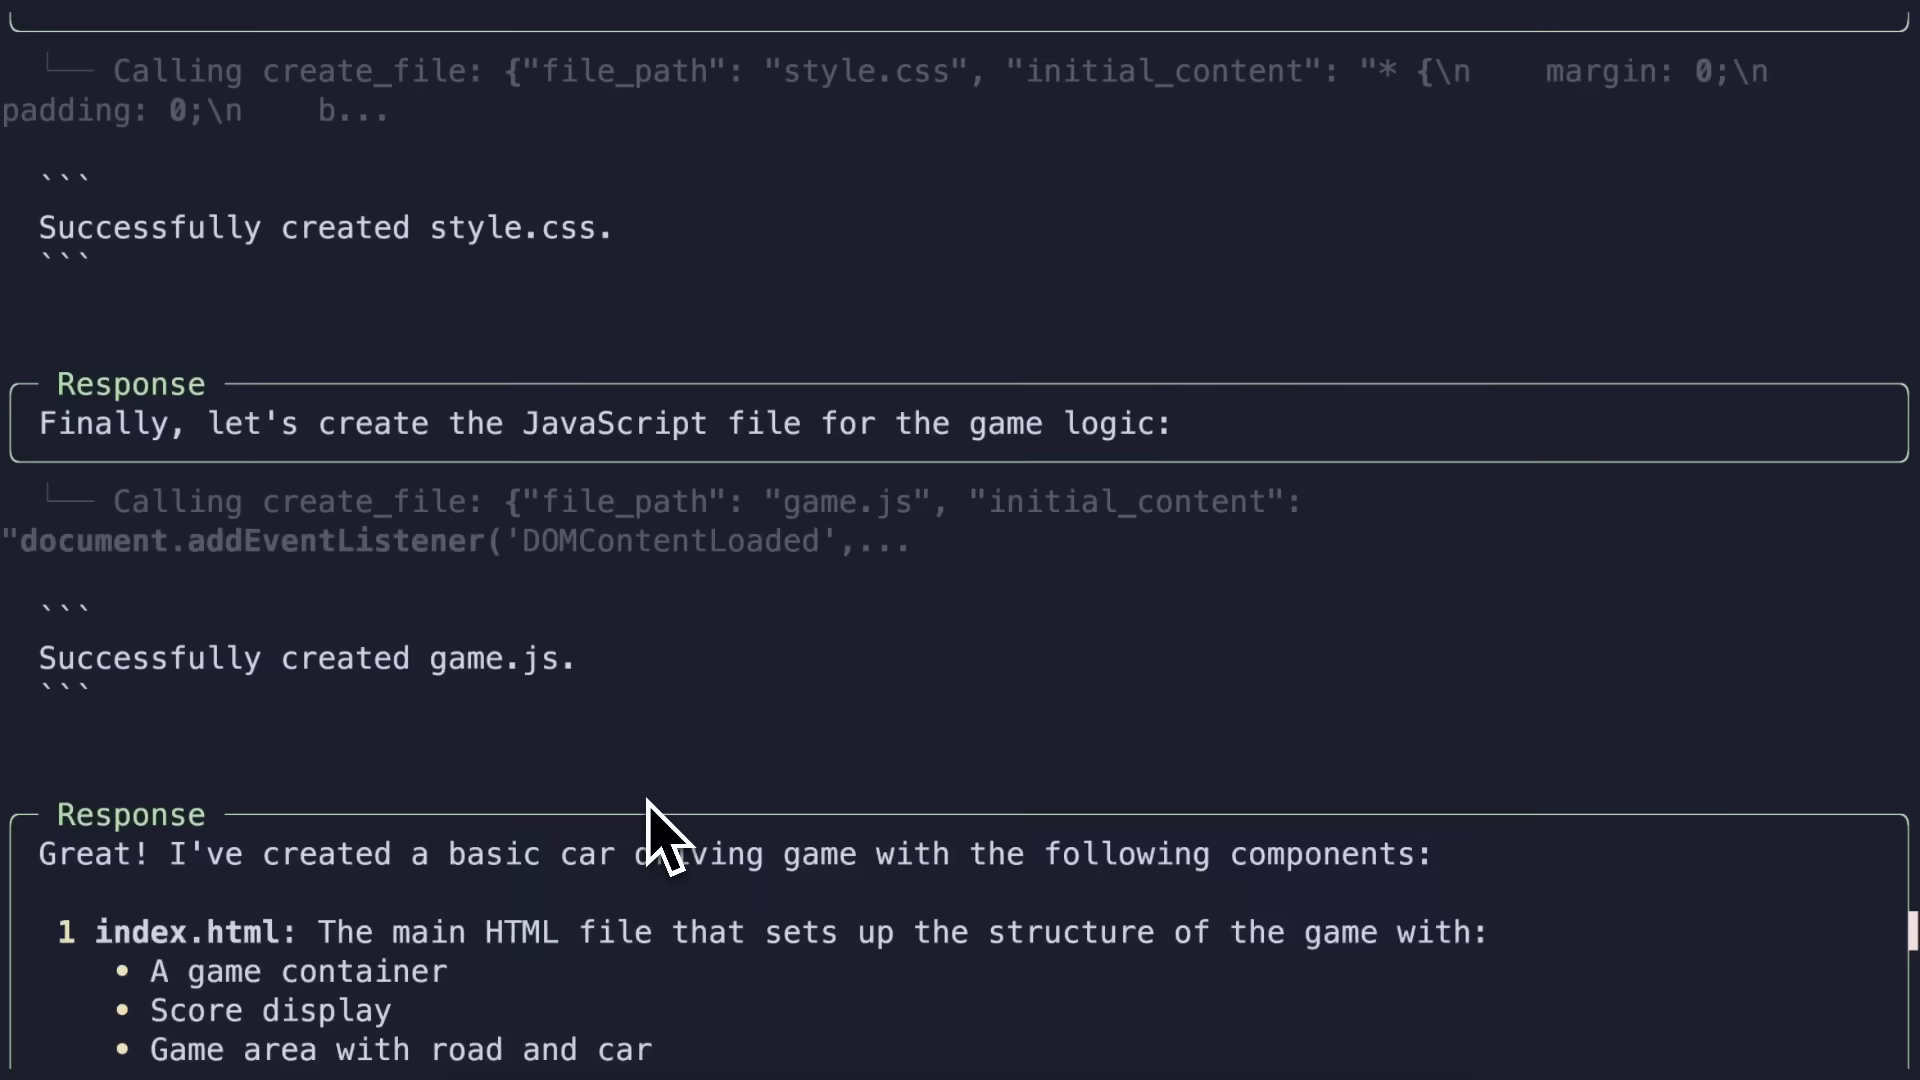 └── Calling create_file: {"file_path": "style.css", "initial_content": "* {\n    margin: 0;\n
padding: 0;\n    b...
```
Successfully created style.css.
```
Response
Finally, let's create the JavaScript file for the game logic:
└── Calling create_file: {"file_path": "game.js", "initial_content":
"document.addEventListener('DOMContentLoaded',...
```
Successfully created game.js.
```
Response
Great! I've created a basic car driving game with the following components:
1 index.html: The main HTML file that sets up the structure of the game with:
• A game container
• Score display
• Game area with road and car